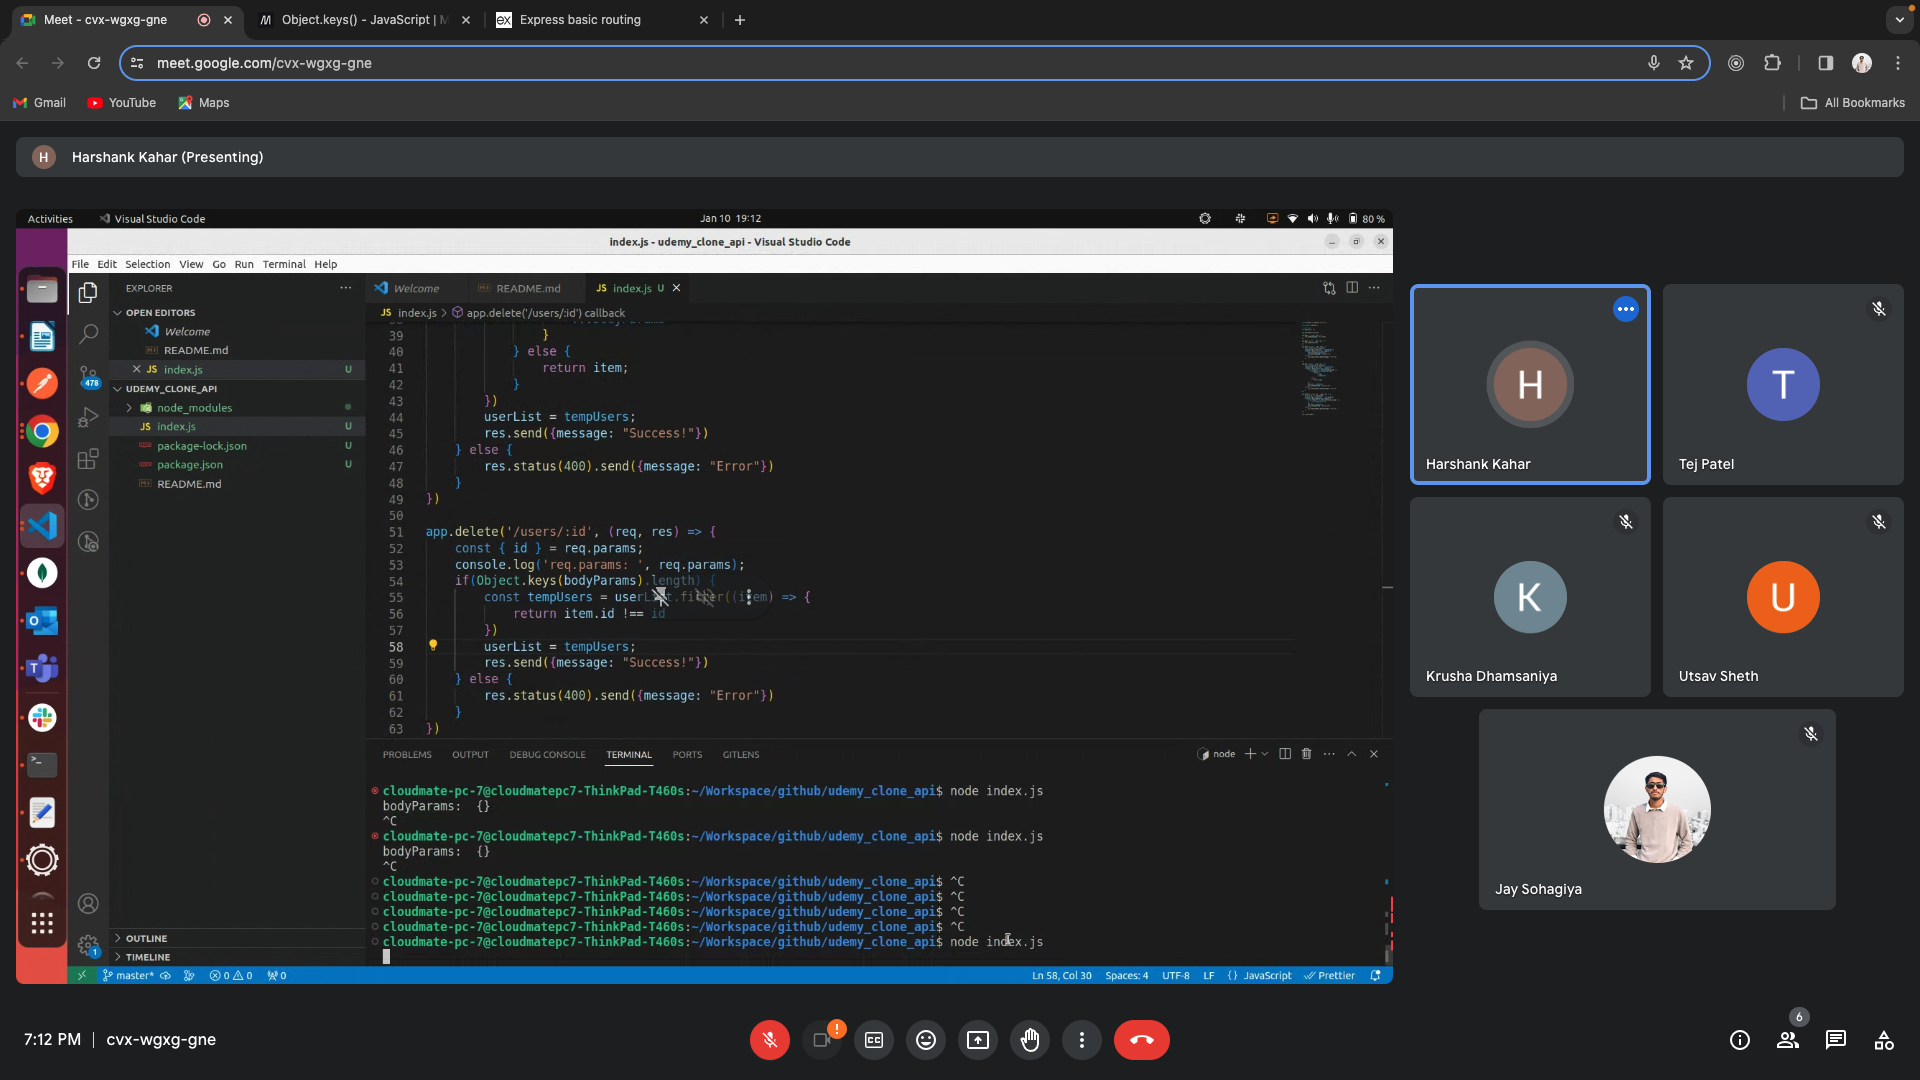 Meet - cvx-wgxg-gne
Object.keys() - JavaScript | M
ex Express basic routing
meet.google.com/cvx-wgxg-gne
Gmail
YouTube
Maps
All Bookmarks
H Harshank Kahar (Presenting)
Activities
Visual Studio Code
Jan 10 19:12
80 %
index.js - udemy_clone_api - Visual Studio Code
File Edit Selection View Go Run Terminal Help
EXPLORER
OPEN EDITORS
Welcome
README.md
JS index.js U
UDEMY_CLONE_API
node_modules
JS index.js U
package-lock.json U
package.json U
README.md
478
OUTLINE
TIMELINE
1
Welcome
README.md
JS index.js U
JS index.js > app.delete('/users/:id') callback
39 }
40 } else {
41 return item;
42 }
43 })
44 userList = tempUsers;
45 res.send({message: "Success!"})
46 } else {
47 res.status(400).send({message: "Error"})
48 }
49 })
50
51 app.delete('/users/:id', (req, res) => {
52 const { id } = req.params;
53 console.log('req.params: ', req.params);
54 if(Object.keys(bodyParams).length) {
55 const tempUsers = userList.filter((item) => {
56 return item.id !== id
57 })
58 userList = tempUsers;
59 res.send({message: "Success!"})
60 } else {
61 res.status(400).send({message: "Error"})
62 }
63 })
PROBLEMS OUTPUT DEBUG CONSOLE TERMINAL PORTS GITLENS
node
cloudmate-pc-7@cloudmatepc7-ThinkPad-T460s:~/Workspace/github/udemy_clone_api$ node index.js
bodyParams: {}
^C
cloudmate-pc-7@cloudmatepc7-ThinkPad-T460s:~/Workspace/github/udemy_clone_api$ node index.js
bodyParams: {}
^C
cloudmate-pc-7@cloudmatepc7-ThinkPad-T460s:~/Workspace/github/udemy_clone_api$ ^C
cloudmate-pc-7@cloudmatepc7-ThinkPad-T460s:~/Workspace/github/udemy_clone_api$ ^C
cloudmate-pc-7@cloudmatepc7-ThinkPad-T460s:~/Workspace/github/udemy_clone_api$ ^C
cloudmate-pc-7@cloudmatepc7-ThinkPad-T460s:~/Workspace/github/udemy_clone_api$ ^C
cloudmate-pc-7@cloudmatepc7-ThinkPad-T460s:~/Workspace/github/udemy_clone_api$ node index.js
master* 0 0 0
Ln 58, Col 30 Spaces: 4 UTF-8 LF {} JavaScript Prettier
H
Harshank Kahar
T
Tej Patel
K
Krusha Dhamsaniya
U
Utsav Sheth
Jay Sohagiya
7:12 PM | cvx-wgxg-gne
6